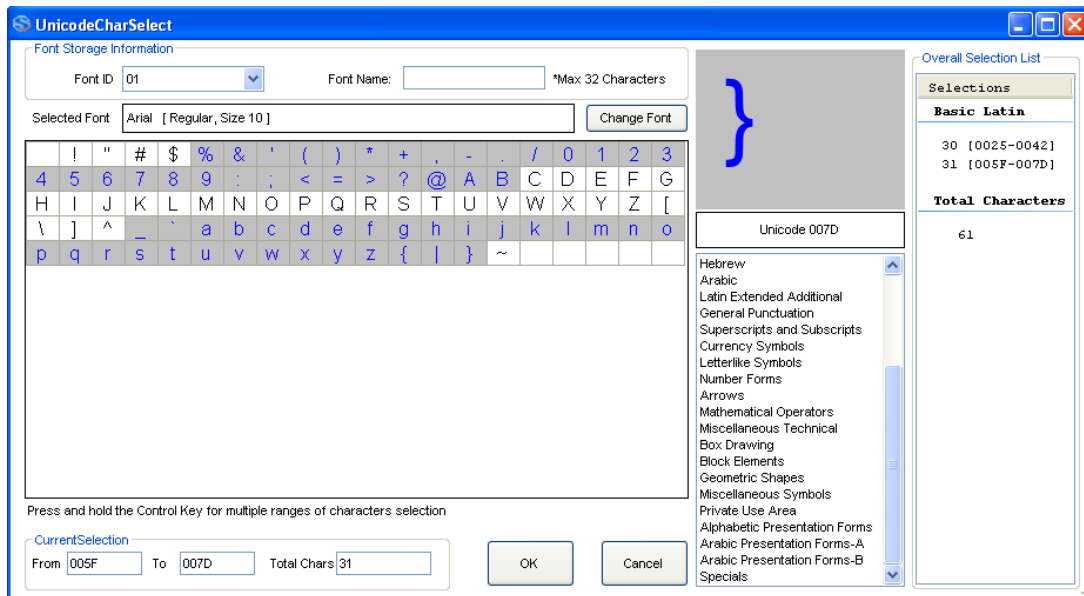 UnicodeCharSelect
Font Storage Information
Font ID 01 Font Name: *Max 32 Characters
Selected Font Arial [ Regular, Size 10 ] Change Font
! " # $ % & ' ( ) * + , - . / 0 1 2 3
4 5 6 7 8 9 : ; < = > ? @ A B C D E F G
H I J K L M N O P Q R S T U V W X Y Z [
\ ] ^ _ ` a b c d e f g h i j k l m n o
p q r s t u v w x y z { | } ~
Press and hold the Control Key for multiple ranges of characters selection
CurrentSelection
From 005F To 007D Total Chars 31
OK Cancel
}
Unicode 007D
Hebrew
Arabic
Latin Extended Additional
General Punctuation
Superscripts and Subscripts
Currency Symbols
Letterlike Symbols
Number Forms
Arrows
Mathematical Operators
Miscellaneous Technical
Box Drawing
Block Elements
Geometric Shapes
Miscellaneous Symbols
Private Use Area
Alphabetic Presentation Forms
Arabic Presentation Forms-A
Arabic Presentation Forms-B
Specials
Overall Selection List
Selections
Basic Latin
30 [0025-0042]
31 [005F-007D]
Total Characters
61